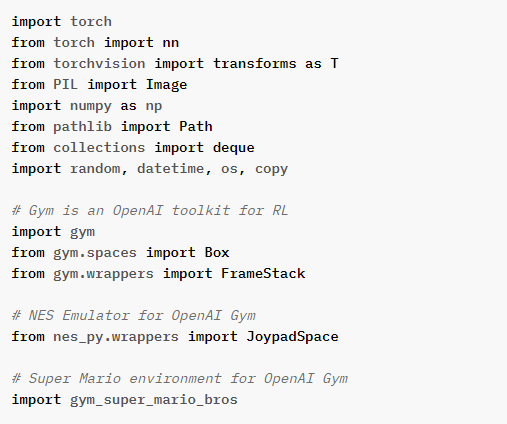 import torch
from torch import nn
from torchvision import transforms as T
from PIL import Image
import numpy as np
from pathlib import Path
from collections import deque
import random, datetime, os, copy

# Gym is an OpenAI toolkit for RL
import gym
from gym.spaces import Box
from gym.wrappers import FrameStack

# NES Emulator for OpenAI Gym
from nes_py.wrappers import JoypadSpace

# Super Mario environment for OpenAI Gym
import gym_super_mario_bros